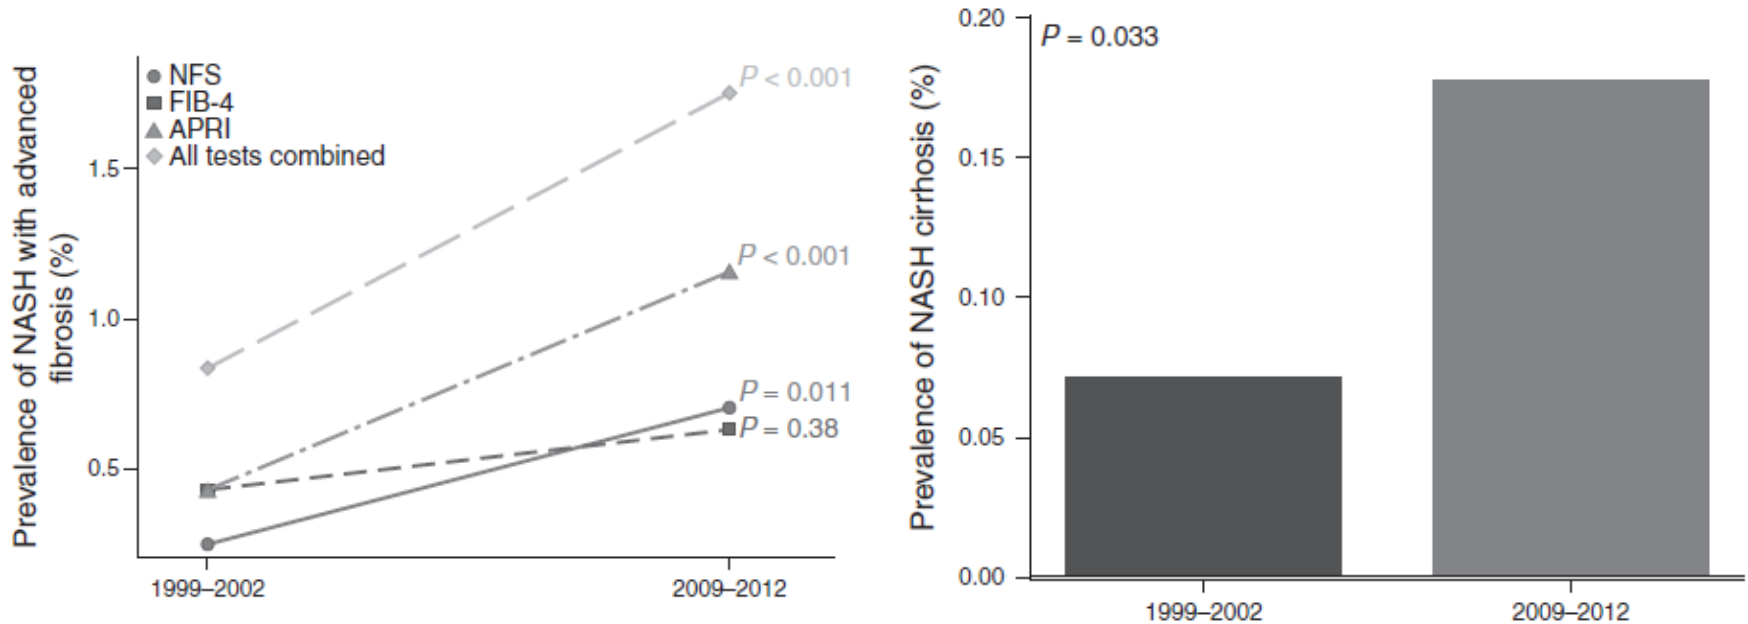 Prevalence of NASH with advanced
fibrosis (%)
NFS
FIB-4
APRI
All tests combined
1.5
1.0
0.5
P < 0.001
P < 0.001
P = 0.011
P = 0.38
1999–2002
2009–2012
Prevalence of NASH cirrhosis (%)
P = 0.033
0.20
0.15
0.10
0.05
0.00
1999–2002
2009–2012